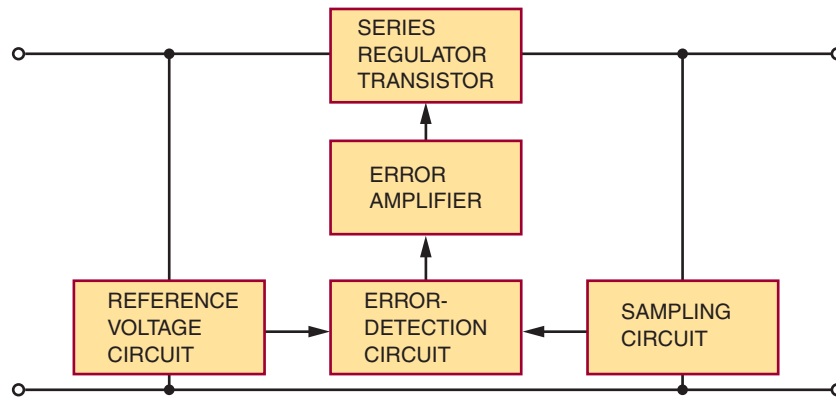 SERIES
REGULATOR
TRANSISTOR
ERROR
AMPLIFIER
REFERENCE
VOLTAGE
CIRCUIT
ERROR-
DETECTION
CIRCUIT
SAMPLING
CIRCUIT